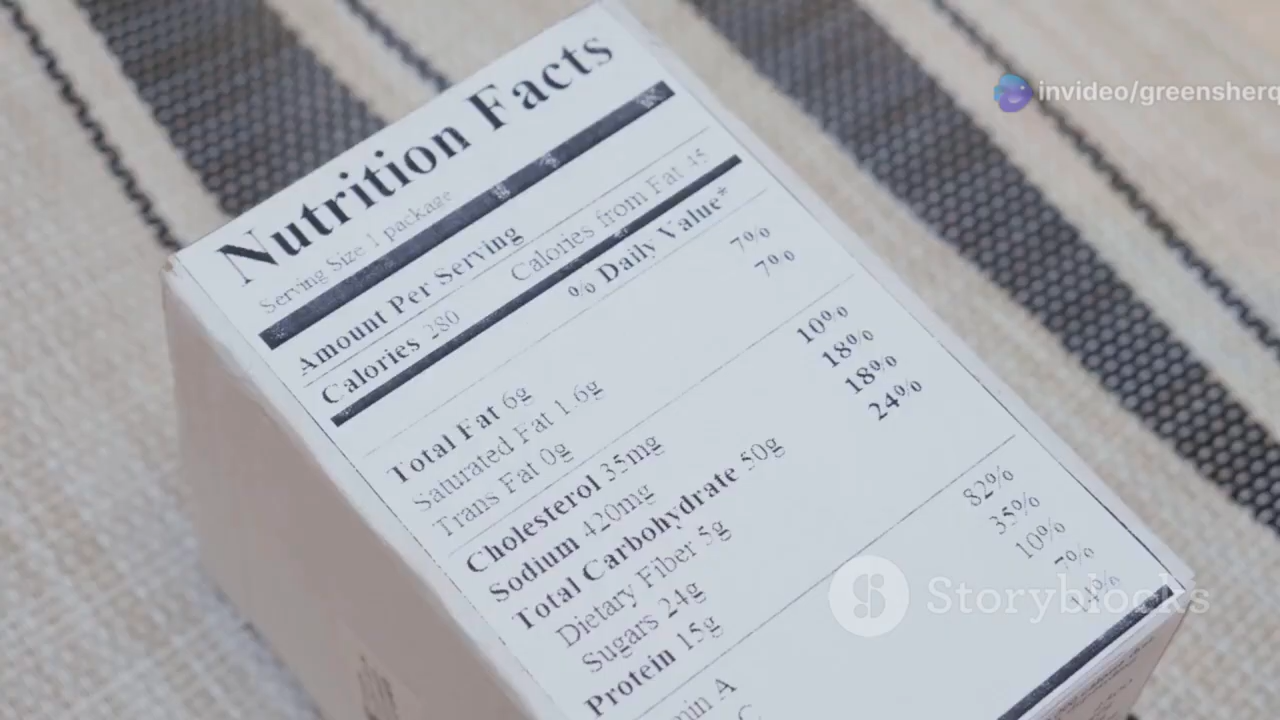 invideo/greensherq
Nutrition Facts
Serving Size 1 package
Amount Per Serving
Calories 280 Calories from Fat 45
% Daily Value*
Total Fat 6g 7%
Saturated Fat 1.6g 7%
Trans Fat 0g
Cholesterol 35mg 10%
Sodium 420mg 18%
Total Carbohydrate 50g 18%
Dietary Fiber 5g 24%
Sugars 24g
Protein 15g 82%
35%
10%
7%
14%
Storyblocks